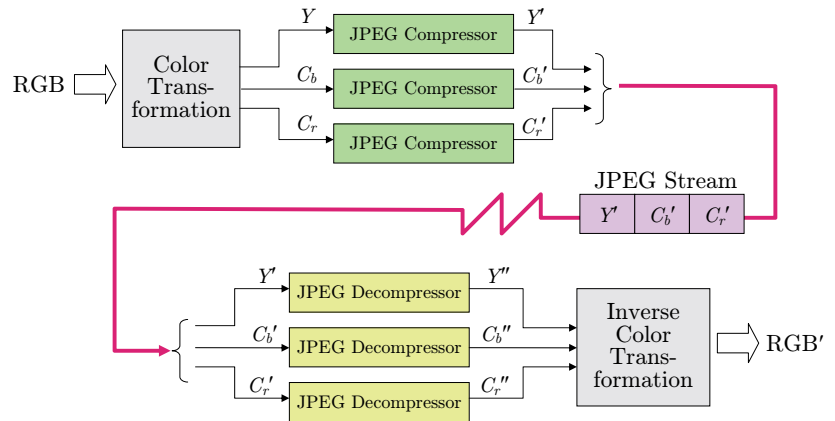 Y JPEG Compressor Y′
RGB
Color
Trans-
formation
C_b JPEG Compressor C_b′
C_r JPEG Compressor C_r′
JPEG Stream
Y′ C_b′ C_r′
Y′ JPEG Decompressor Y″
C_b′ JPEG Decompressor C_b″
C_r′ JPEG Decompressor C_r″
Inverse
Color
Trans-
formation
RGB′